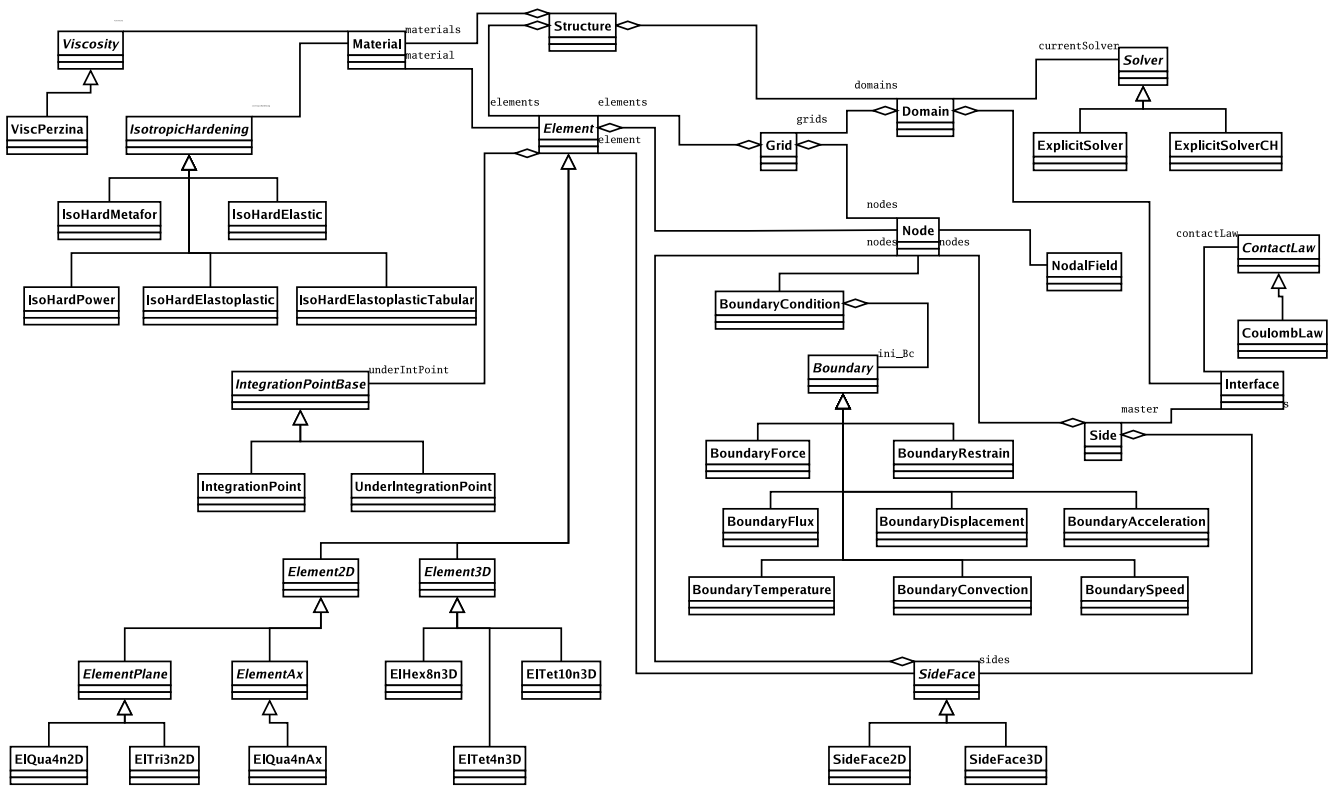 Structure
materials
Viscosity
Material
currentSolver
material
Solver
domains
elements
elements
Domain
ViscPerzina
IsotropicHardening
Element
grids
element
Grid
ExplicitSolver
ExplicitSolverCH
nodes
IsoHardMetafor
IsoHardElastic
Node
contactLaw
nodes
nodes
ContactLaw
NodalField
IsoHardPower
IsoHardElastoplastic
IsoHardElastoplasticTabular
BoundaryCondition
CoulombLaw
ini_Bc
underIntPoint
Boundary
IntegrationPointBase
Interface
master
s
Side
BoundaryForce
BoundaryRestrain
IntegrationPoint
UnderIntegrationPoint
BoundaryFlux
BoundaryDisplacement
BoundaryAcceleration
Element2D
Element3D
BoundaryTemperature
BoundaryConvection
BoundarySpeed
sides
ElementPlane
ElementAx
ElHex8n3D
ElTet10n3D
SideFace
ElQua4n2D
ElTri3n2D
ElQua4nAx
ElTet4n3D
SideFace2D
SideFace3D